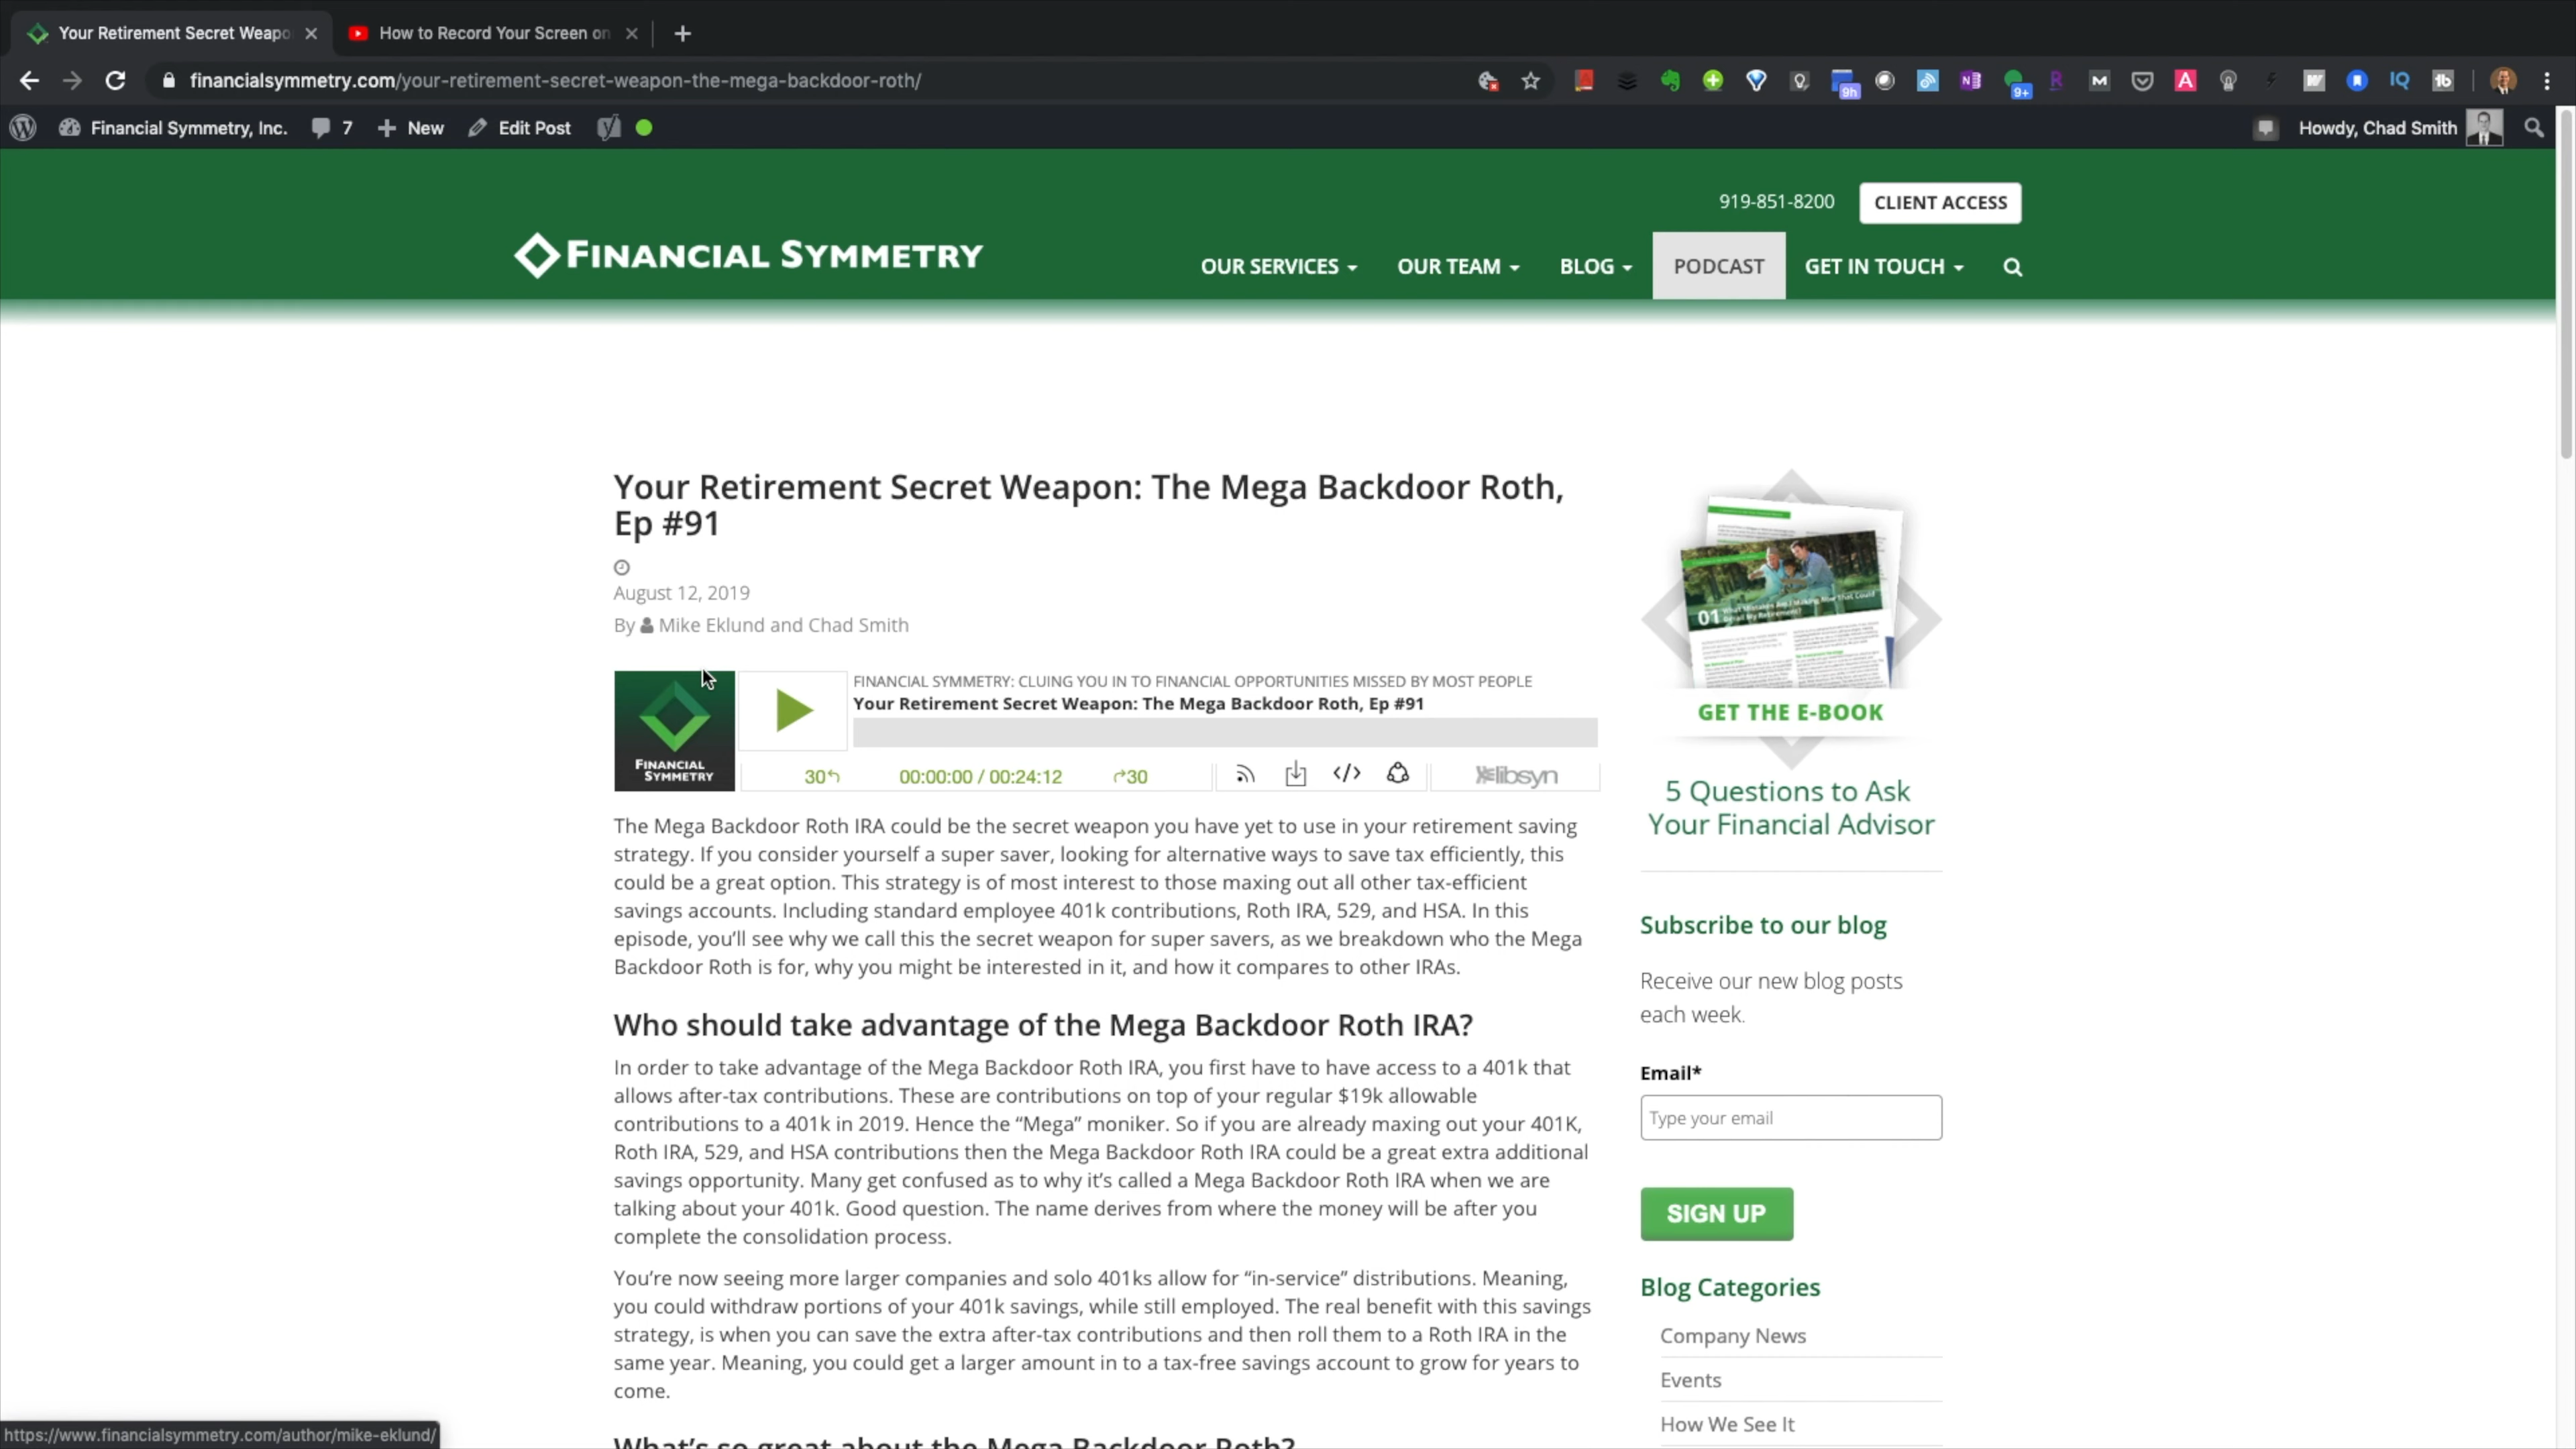 Your Retirement Secret Weapo
How to Record Your Screen on
financialsymmetry.com/your-retirement-secret-weapon-the-mega-backdoor-roth/
9h
9+
Financial Symmetry, Inc.
7
New
Edit Post
Howdy, Chad Smith
919-851-8200
CLIENT ACCESS
FINANCIAL SYMMETRY
OUR SERVICES
OUR TEAM
BLOG
PODCAST
GET IN TOUCH
Your Retirement Secret Weapon: The Mega Backdoor Roth,
Ep #91
August 12, 2019
By Mike Eklund and Chad Smith
FINANCIAL
SYMMETRY
FINANCIAL SYMMETRY: CLUING YOU IN TO FINANCIAL OPPORTUNITIES MISSED BY MOST PEOPLE
Your Retirement Secret Weapon: The Mega Backdoor Roth, Ep #91
30
00:00:00 / 00:24:12
30
libsyn
The Mega Backdoor Roth IRA could be the secret weapon you have yet to use in your retirement saving
strategy. If you consider yourself a super saver, looking for alternative ways to save tax efficiently, this
could be a great option. This strategy is of most interest to those maxing out all other tax-efficient
savings accounts. Including standard employee 401k contributions, Roth IRA, 529, and HSA. In this
episode, you'll see why we call this the secret weapon for super savers, as we breakdown who the Mega
Backdoor Roth is for, why you might be interested in it, and how it compares to other IRAs.
Who should take advantage of the Mega Backdoor Roth IRA?
In order to take advantage of the Mega Backdoor Roth IRA, you first have to have access to a 401k that
allows after-tax contributions. These are contributions on top of your regular $19k allowable
contributions to a 401k in 2019. Hence the “Mega” moniker. So if you are already maxing out your 401K,
Roth IRA, 529, and HSA contributions then the Mega Backdoor Roth IRA could be a great extra additional
savings opportunity. Many get confused as to why it’s called a Mega Backdoor Roth IRA when we are
talking about your 401k. Good question. The name derives from where the money will be after you
complete the consolidation process.
You’re now seeing more larger companies and solo 401ks allow for “in-service” distributions. Meaning,
you could withdraw portions of your 401k savings, while still employed. The real benefit with this savings
strategy, is when you can save the extra after-tax contributions and then roll them to a Roth IRA in the
same year. Meaning, you could get a larger amount in to a tax-free savings account to grow for years to
come.
What’s so great about the Mega Backdoor Roth?
01
GET THE E-BOOK
5 Questions to Ask
Your Financial Advisor
Subscribe to our blog
Receive our new blog posts
each week.
Email*
Type your email
SIGN UP
Blog Categories
Company News
Events
How We See It
https://www.financialsymmetry.com/author/mike-eklund/